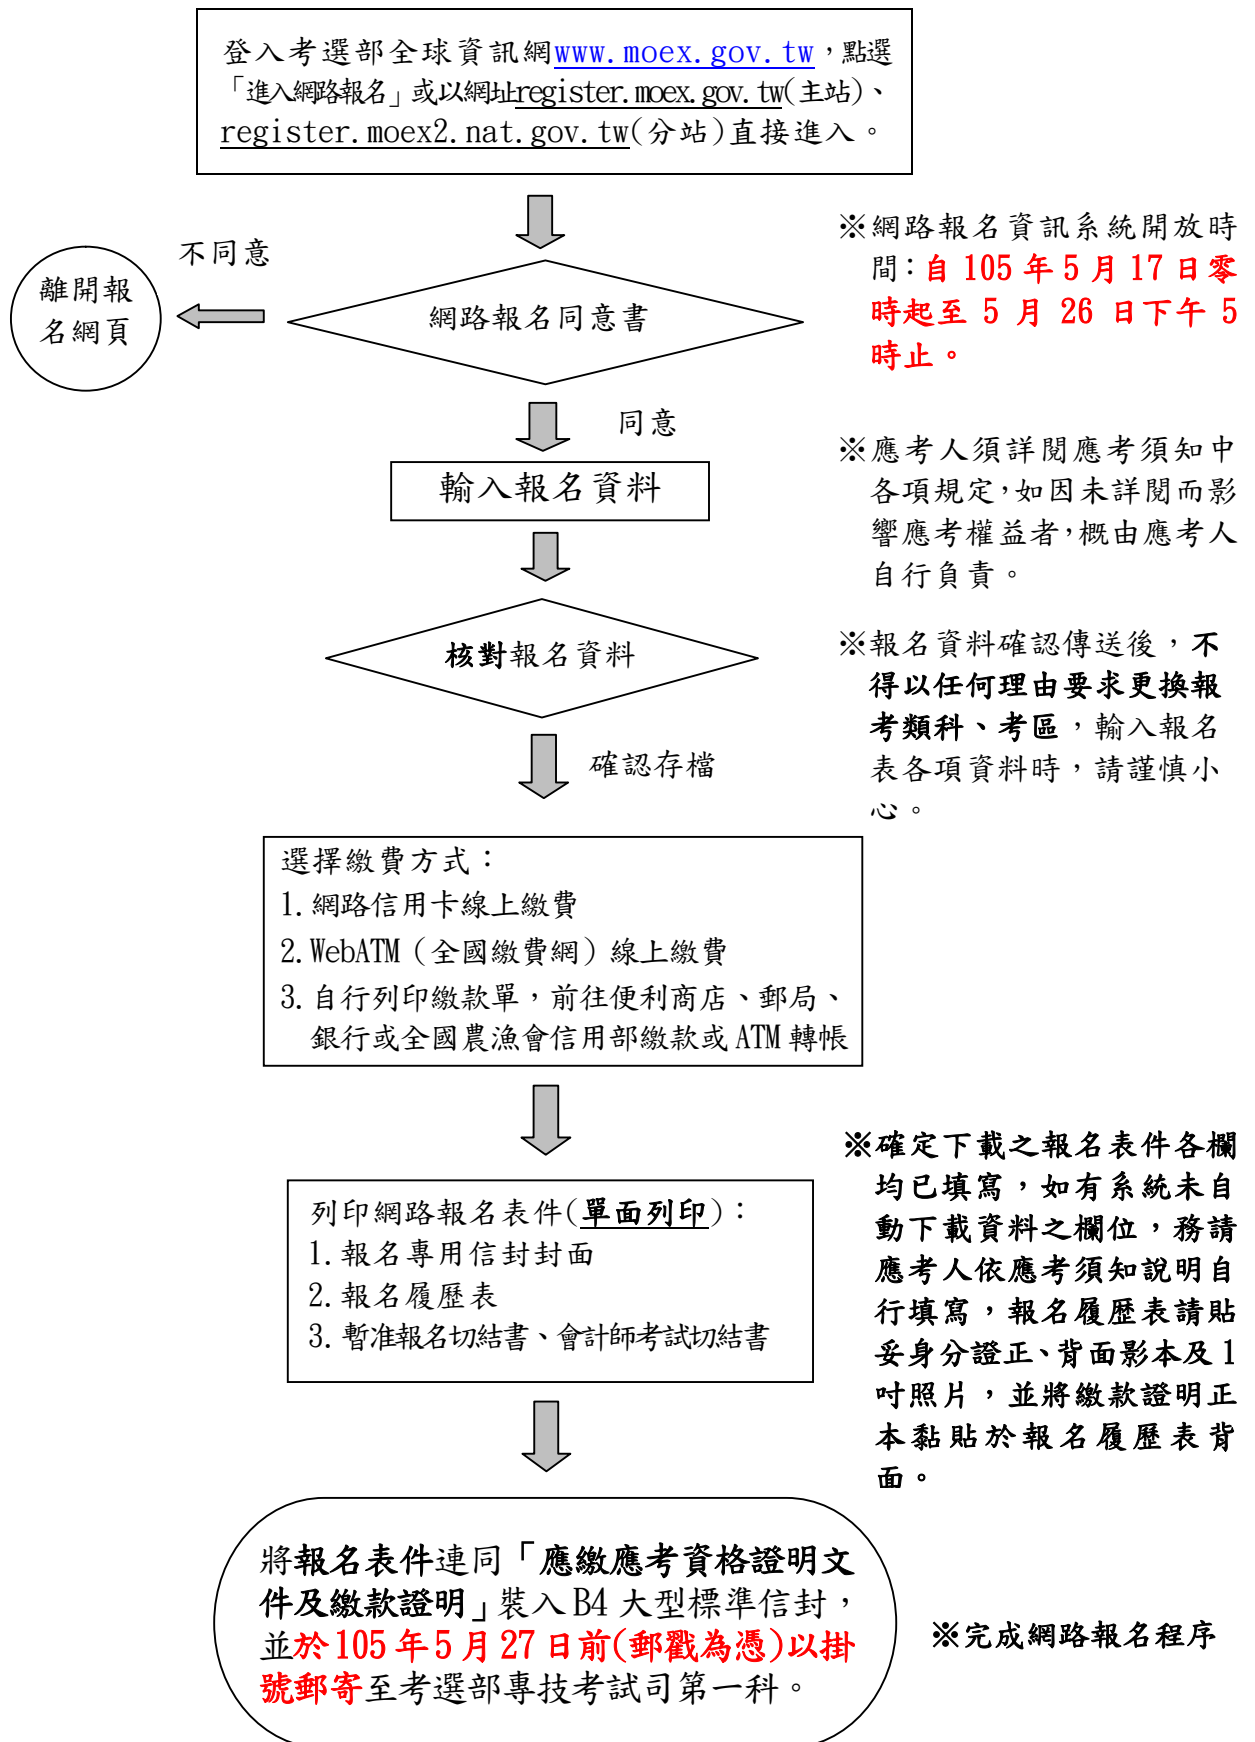 登入考選部全球資訊網www.moex.gov.tw，點選
「進入網路報名」或以網址register.moex.gov.tw(主站)、
register.moex2.nat.gov.tw(分站)直接進入。
※網路報名資訊系統開放時
間：自 105 年 5 月 17 日零
時起至 5 月 26 日下午 5
時止。
不同意
離開報
名網頁
網路報名同意書
同意
※應考人須詳閱應考須知中
各項規定，如因未詳閱而影
響應考權益者，概由應考人
自行負責。
輸入報名資料
核對報名資料
※報名資料確認傳送後，不
得以任何理由要求更換報
考類科、考區，輸入報名
表各項資料時，請謹慎小
心。
確認存檔
選擇繳費方式：
1.網路信用卡線上繳費
2.WebATM（全國繳費網）線上繳費
3.自行列印繳款單，前往便利商店、郵局、
銀行或全國農漁會信用部繳款或 ATM 轉帳
※確定下載之報名表件各欄
均已填寫，如有系統未自
動下載資料之欄位，務請
應考人依應考須知說明自
行填寫，報名履歷表請貼
妥身分證正、背面影本及 1
吋照片，並將繳款證明正
本黏貼於報名履歷表背
面。
列印網路報名表件(單面列印)：
1.報名專用信封封面
2.報名履歷表
3.暫准報名切結書、會計師考試切結書
將報名表件連同「應繳應考資格證明文
件及繳款證明」裝入 B4 大型標準信封，
並於 105 年 5 月 27 日前(郵戳為憑)以掛
號郵寄至考選部專技考試司第一科。
※完成網路報名程序